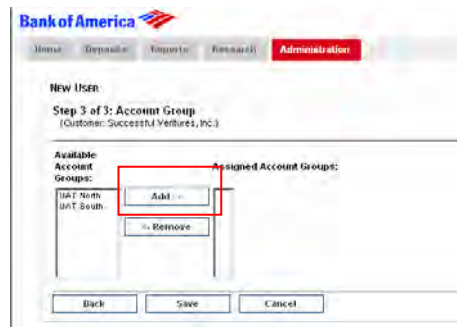 Bank of America
Home Deposits Reports Research Administration
New User
Step 3 of 3: Account Group
(Customer: Successful Ventures, Inc.)
Available
Account
Groups:
Assigned Account Groups:
UAT North
UAT South
Add
Remove
Back Save Cancel